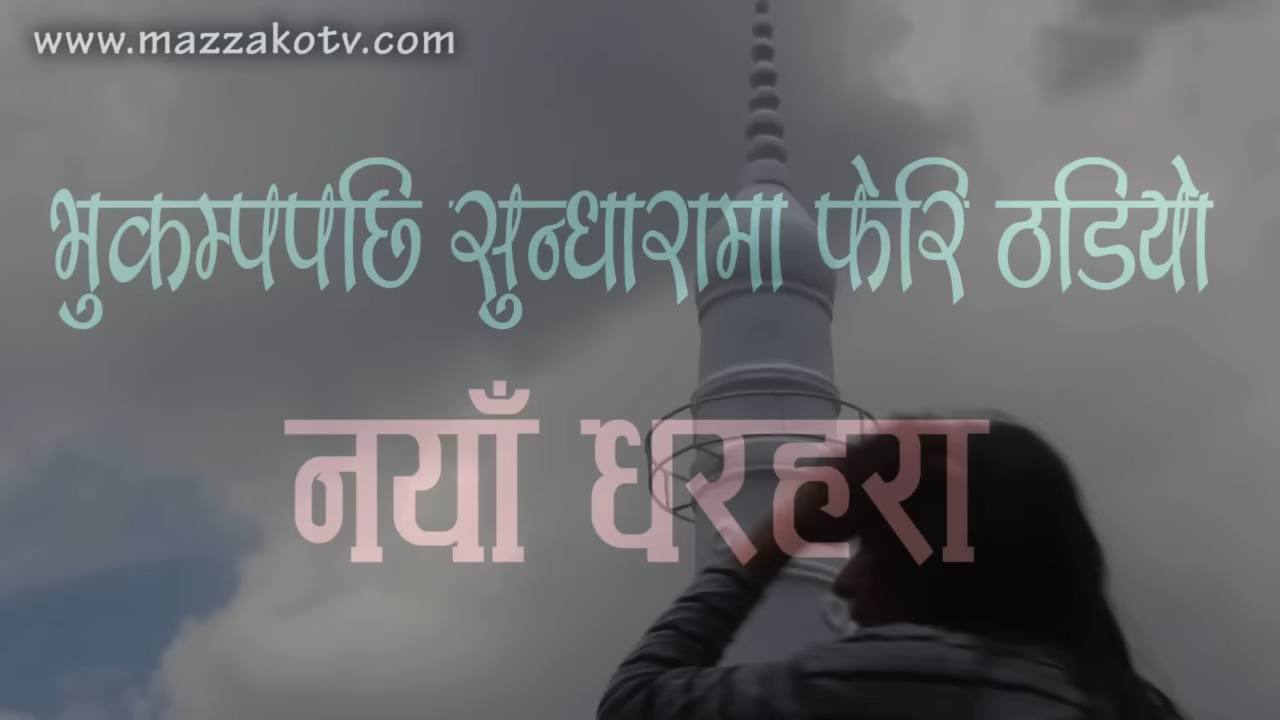 www.mazzakotv.com
भुकम्पपछि सुन्धारामा फेरि ठडियो
नयाँ धरहरा